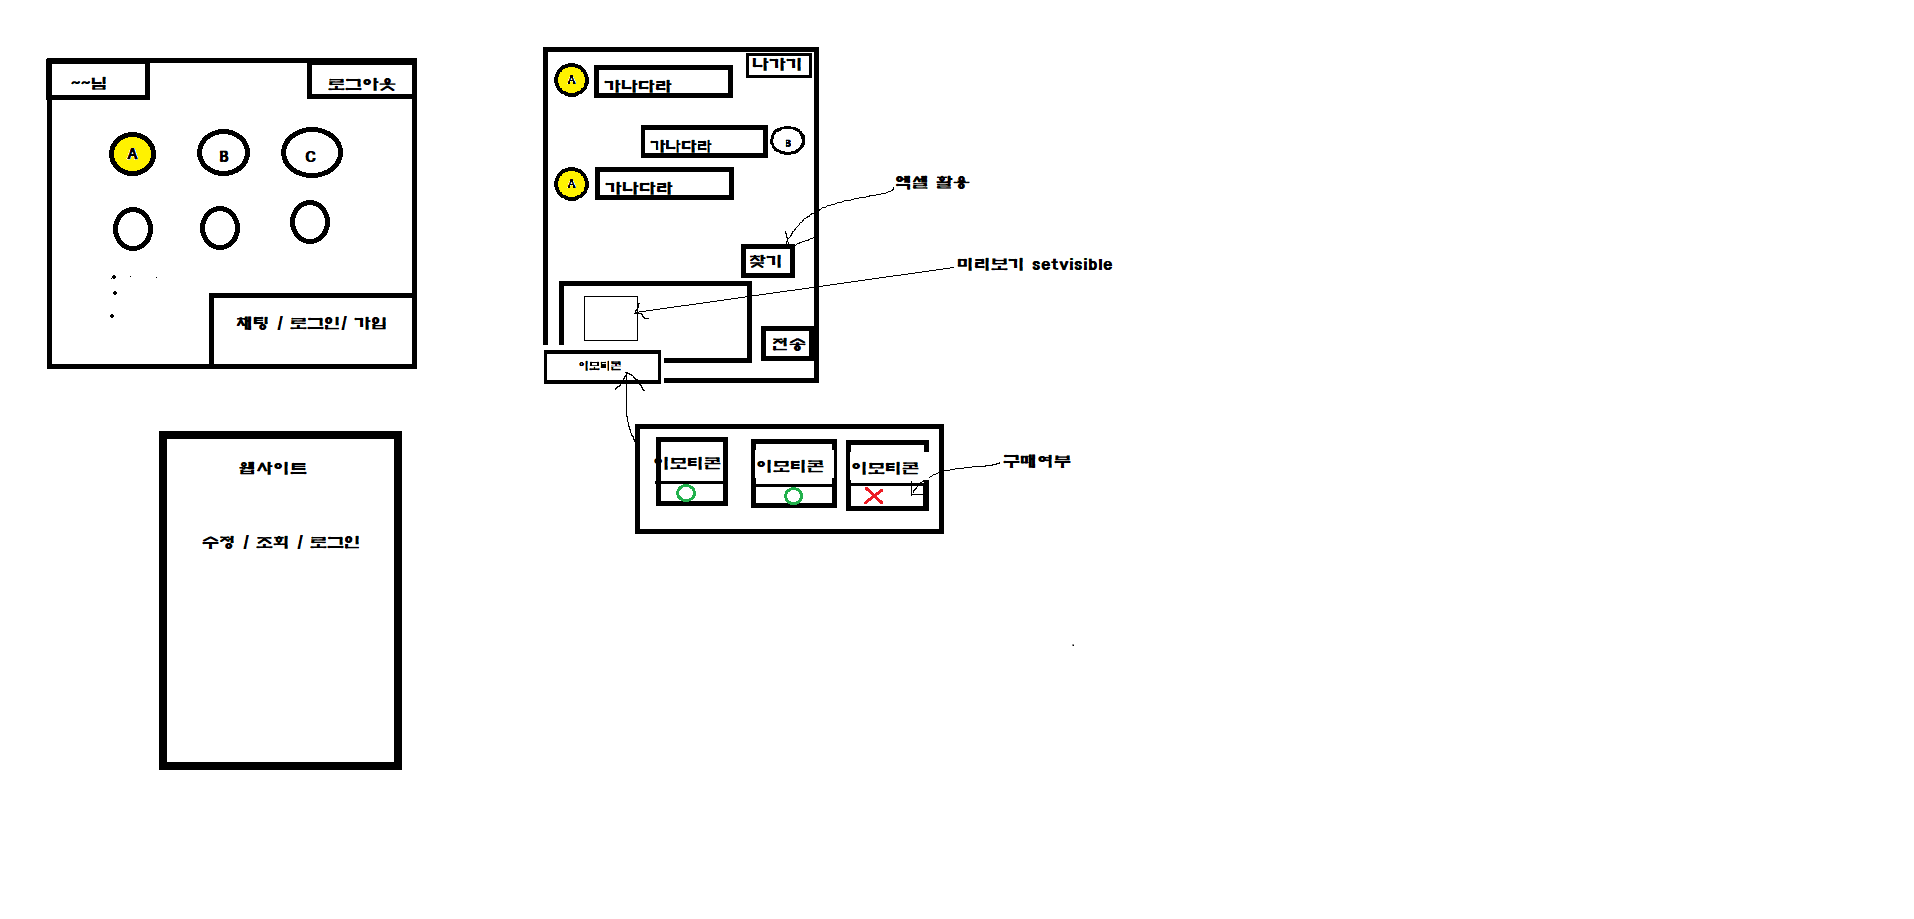 ~~님
로그아웃
A
B
C
채팅 / 로그인/ 가입
나가기
A
가나다라
가나다라
B
A
가나다라
엑셀 활용
찾기
미리보기 setvisible
전송
이모티콘
이모티콘
이모티콘
이모티콘
구매여부
웹사이트
수정 / 조회 / 로그인